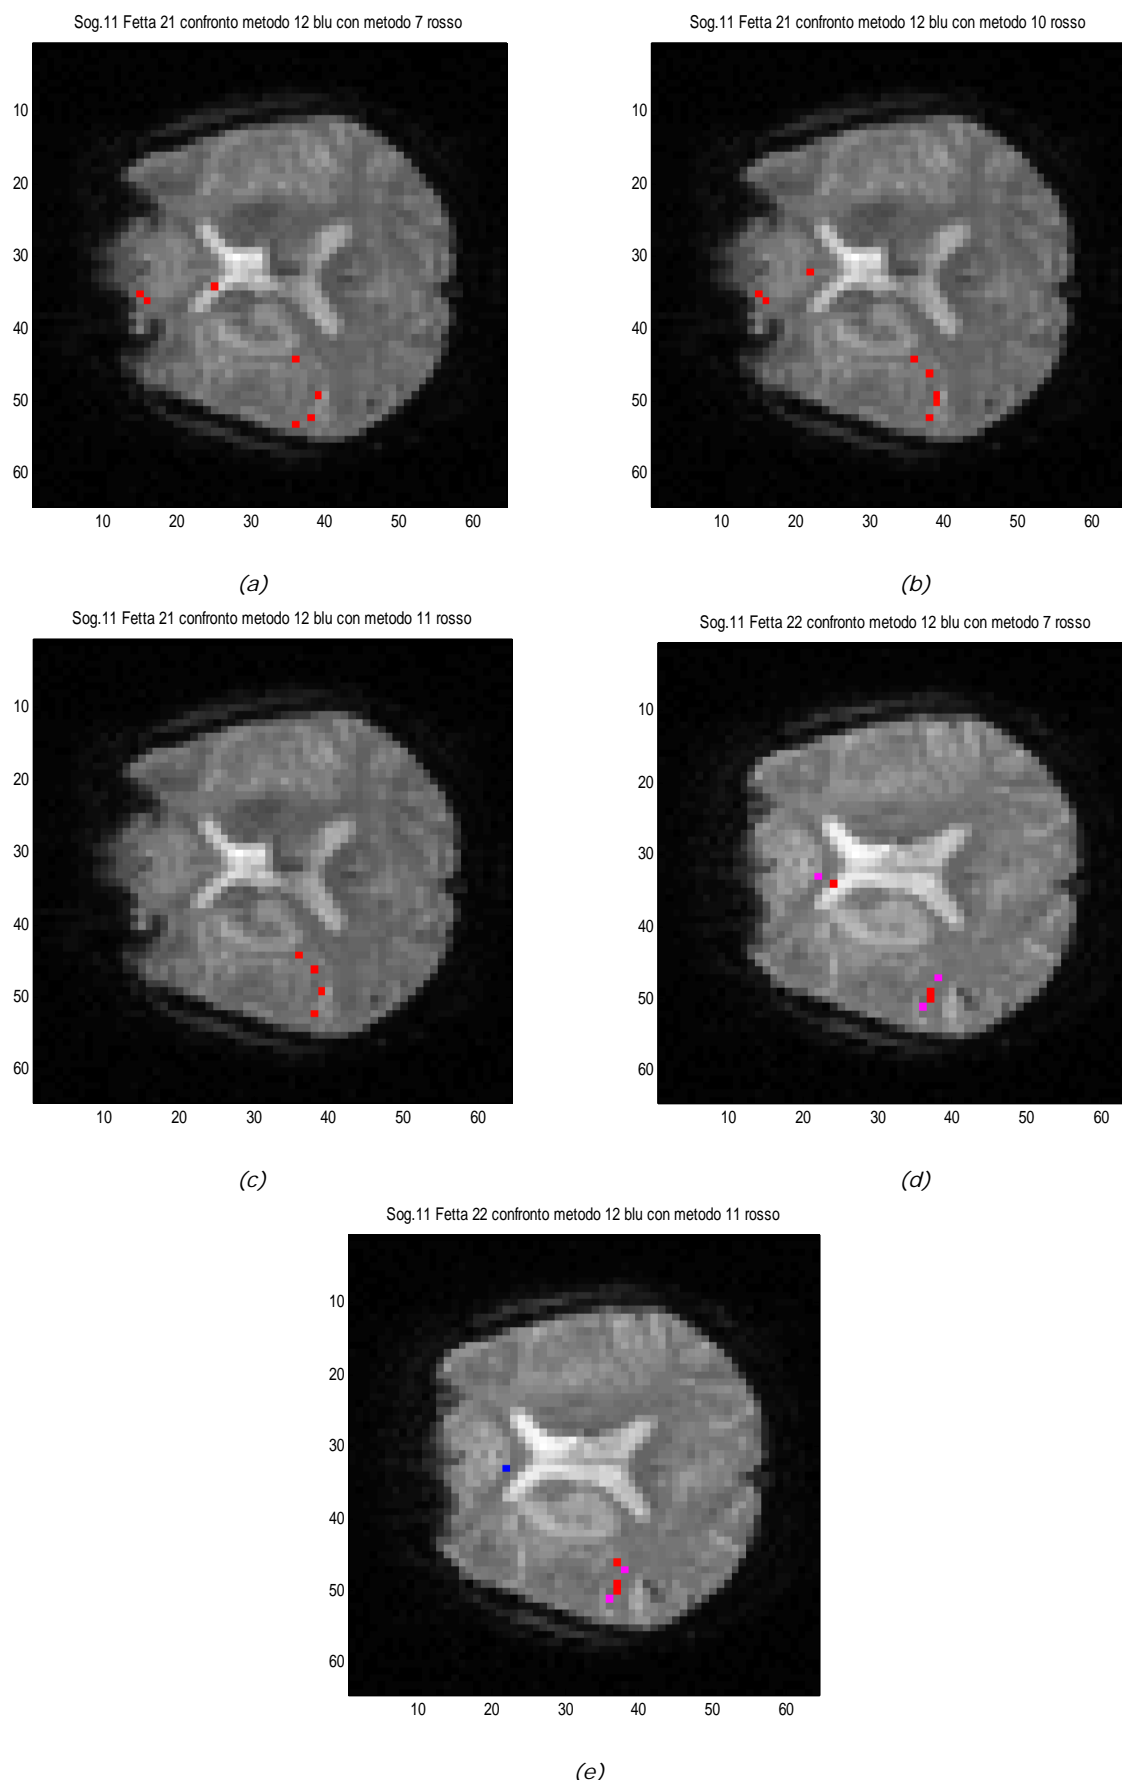 Sog.11 Fetta 21 confronto metodo 12 blu con metodo 7 rosso
10
20
30
40
50
60
10 20 30 40 50 60
(a)
Sog.11 Fetta 21 confronto metodo 12 blu con metodo 10 rosso
10
20
30
40
50
60
10 20 30 40 50 60
(b)
Sog.11 Fetta 21 confronto metodo 12 blu con metodo 11 rosso
10
20
30
40
50
60
10 20 30 40 50 60
(c)
Sog.11 Fetta 22 confronto metodo 12 blu con metodo 7 rosso
10
20
30
40
50
60
10 20 30 40 50 60
(d)
Sog.11 Fetta 22 confronto metodo 12 blu con metodo 11 rosso
10
20
30
40
50
60
10 20 30 40 50 60
(e)